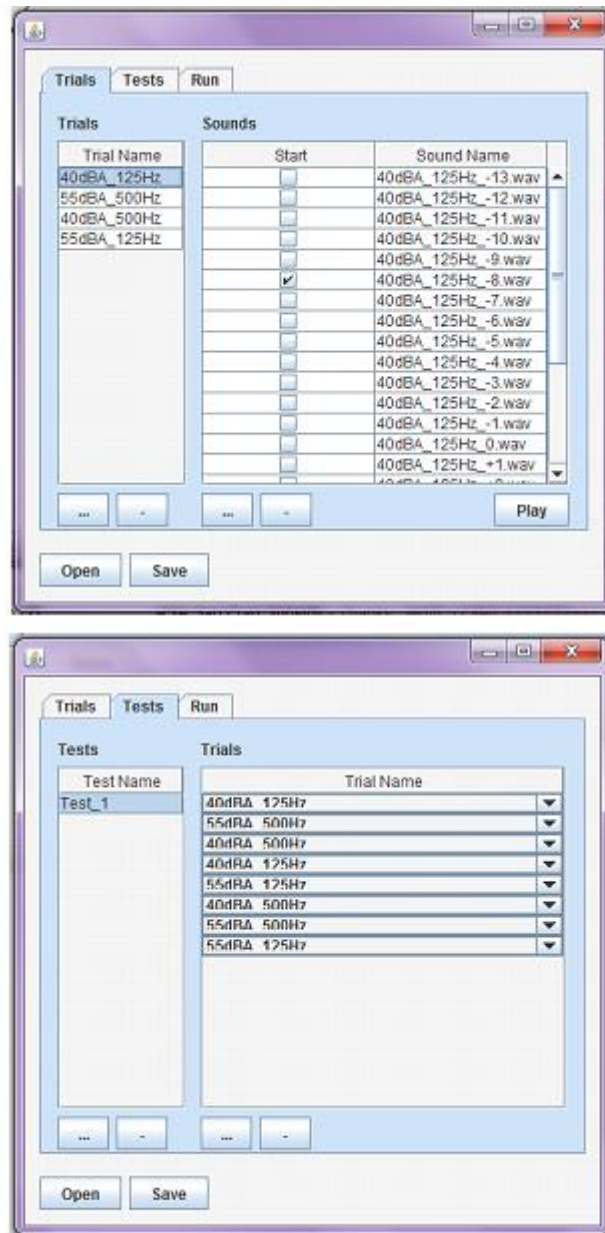 Trials Tests Run
Trials Sounds
Trial Name Start Sound Name
40dBA_125Hz 40dBA_125Hz_-13.wav
55dBA_500Hz 40dBA_125Hz_-12.wav
40dBA_500Hz 40dBA_125Hz_-11.wav
55dBA_125Hz 40dBA_125Hz_-10.wav
40dBA_125Hz_-9.wav
40dBA_125Hz_-8.wav
40dBA_125Hz_-7.wav
40dBA_125Hz_-6.wav
40dBA_125Hz_-5.wav
40dBA_125Hz_-4.wav
40dBA_125Hz_-3.wav
40dBA_125Hz_-2.wav
40dBA_125Hz_-1.wav
40dBA_125Hz_0.wav
40dBA_125Hz_+1.wav
... - ... - Play
Open Save
Trials Tests Run
Tests Trials
Test Name Trial Name
Test_1 40dBA_125Hz
55dBA_500Hz
40dBA_500Hz
40dBA_125Hz
55dBA_125Hz
40dBA_500Hz
55dBA_500Hz
55dBA_125Hz
... - ... -
Open Save